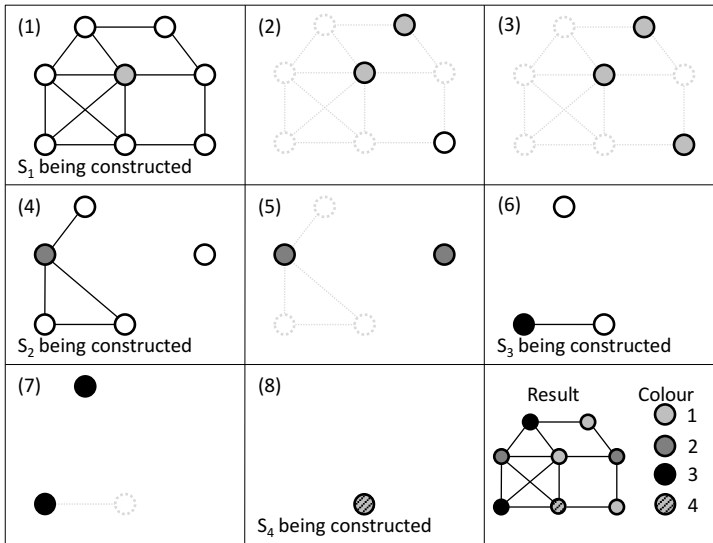 (1)
S₁ being constructed
(2)
(3)
(4)
S₂ being constructed
(5)
(6)
S₃ being constructed
(7)
(8)
S₄ being constructed
Result
Colour
1
2
3
4